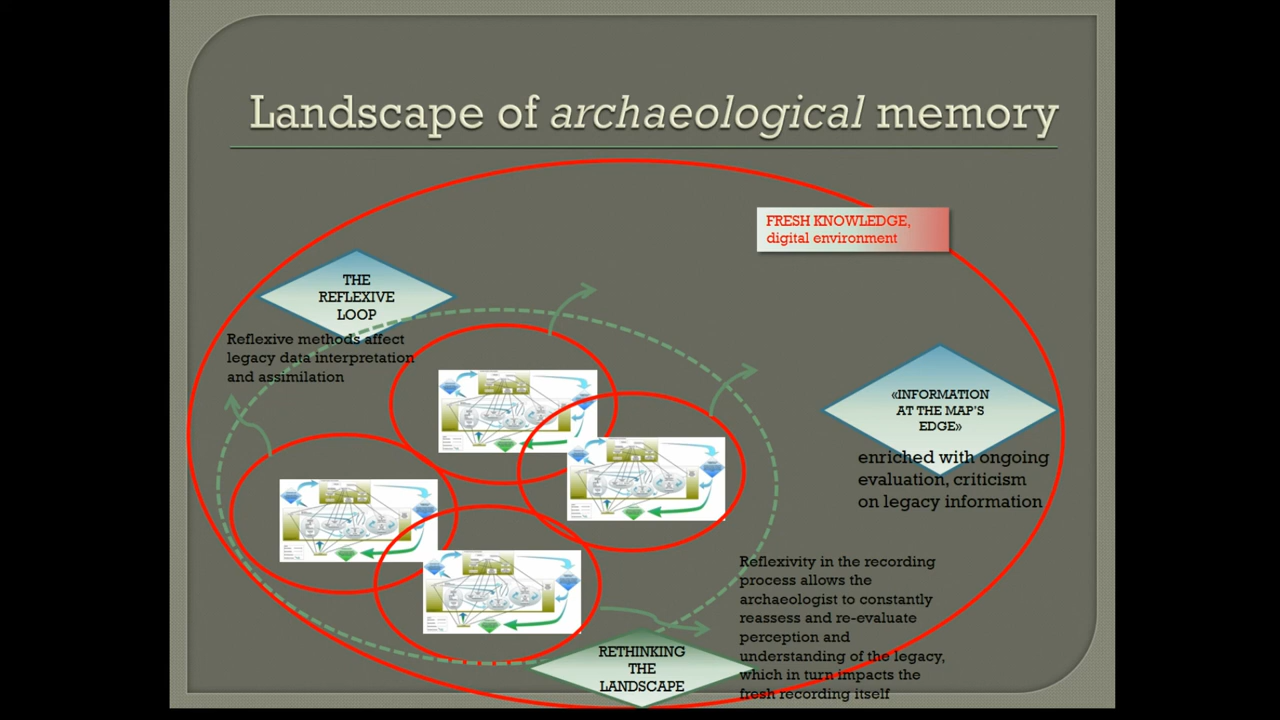 Landscape of archaeological memory
FRESH KNOWLEDGE,
digital environment
THE
REFLEXIVE
LOOP
Reflexive methods affect
legacy data interpretation
and assimilation
«INFORMATION
AT THE MAP'S
EDGE»
enriched with ongoing
evaluation, criticism
on legacy information
Reflexivity in the recording
process allows the
archaeologist to constantly
reassess and re-evaluate
perception and
understanding of the legacy,
which in turn impacts the
fresh recording itself
RETHINKING
THE
LANDSCAPE